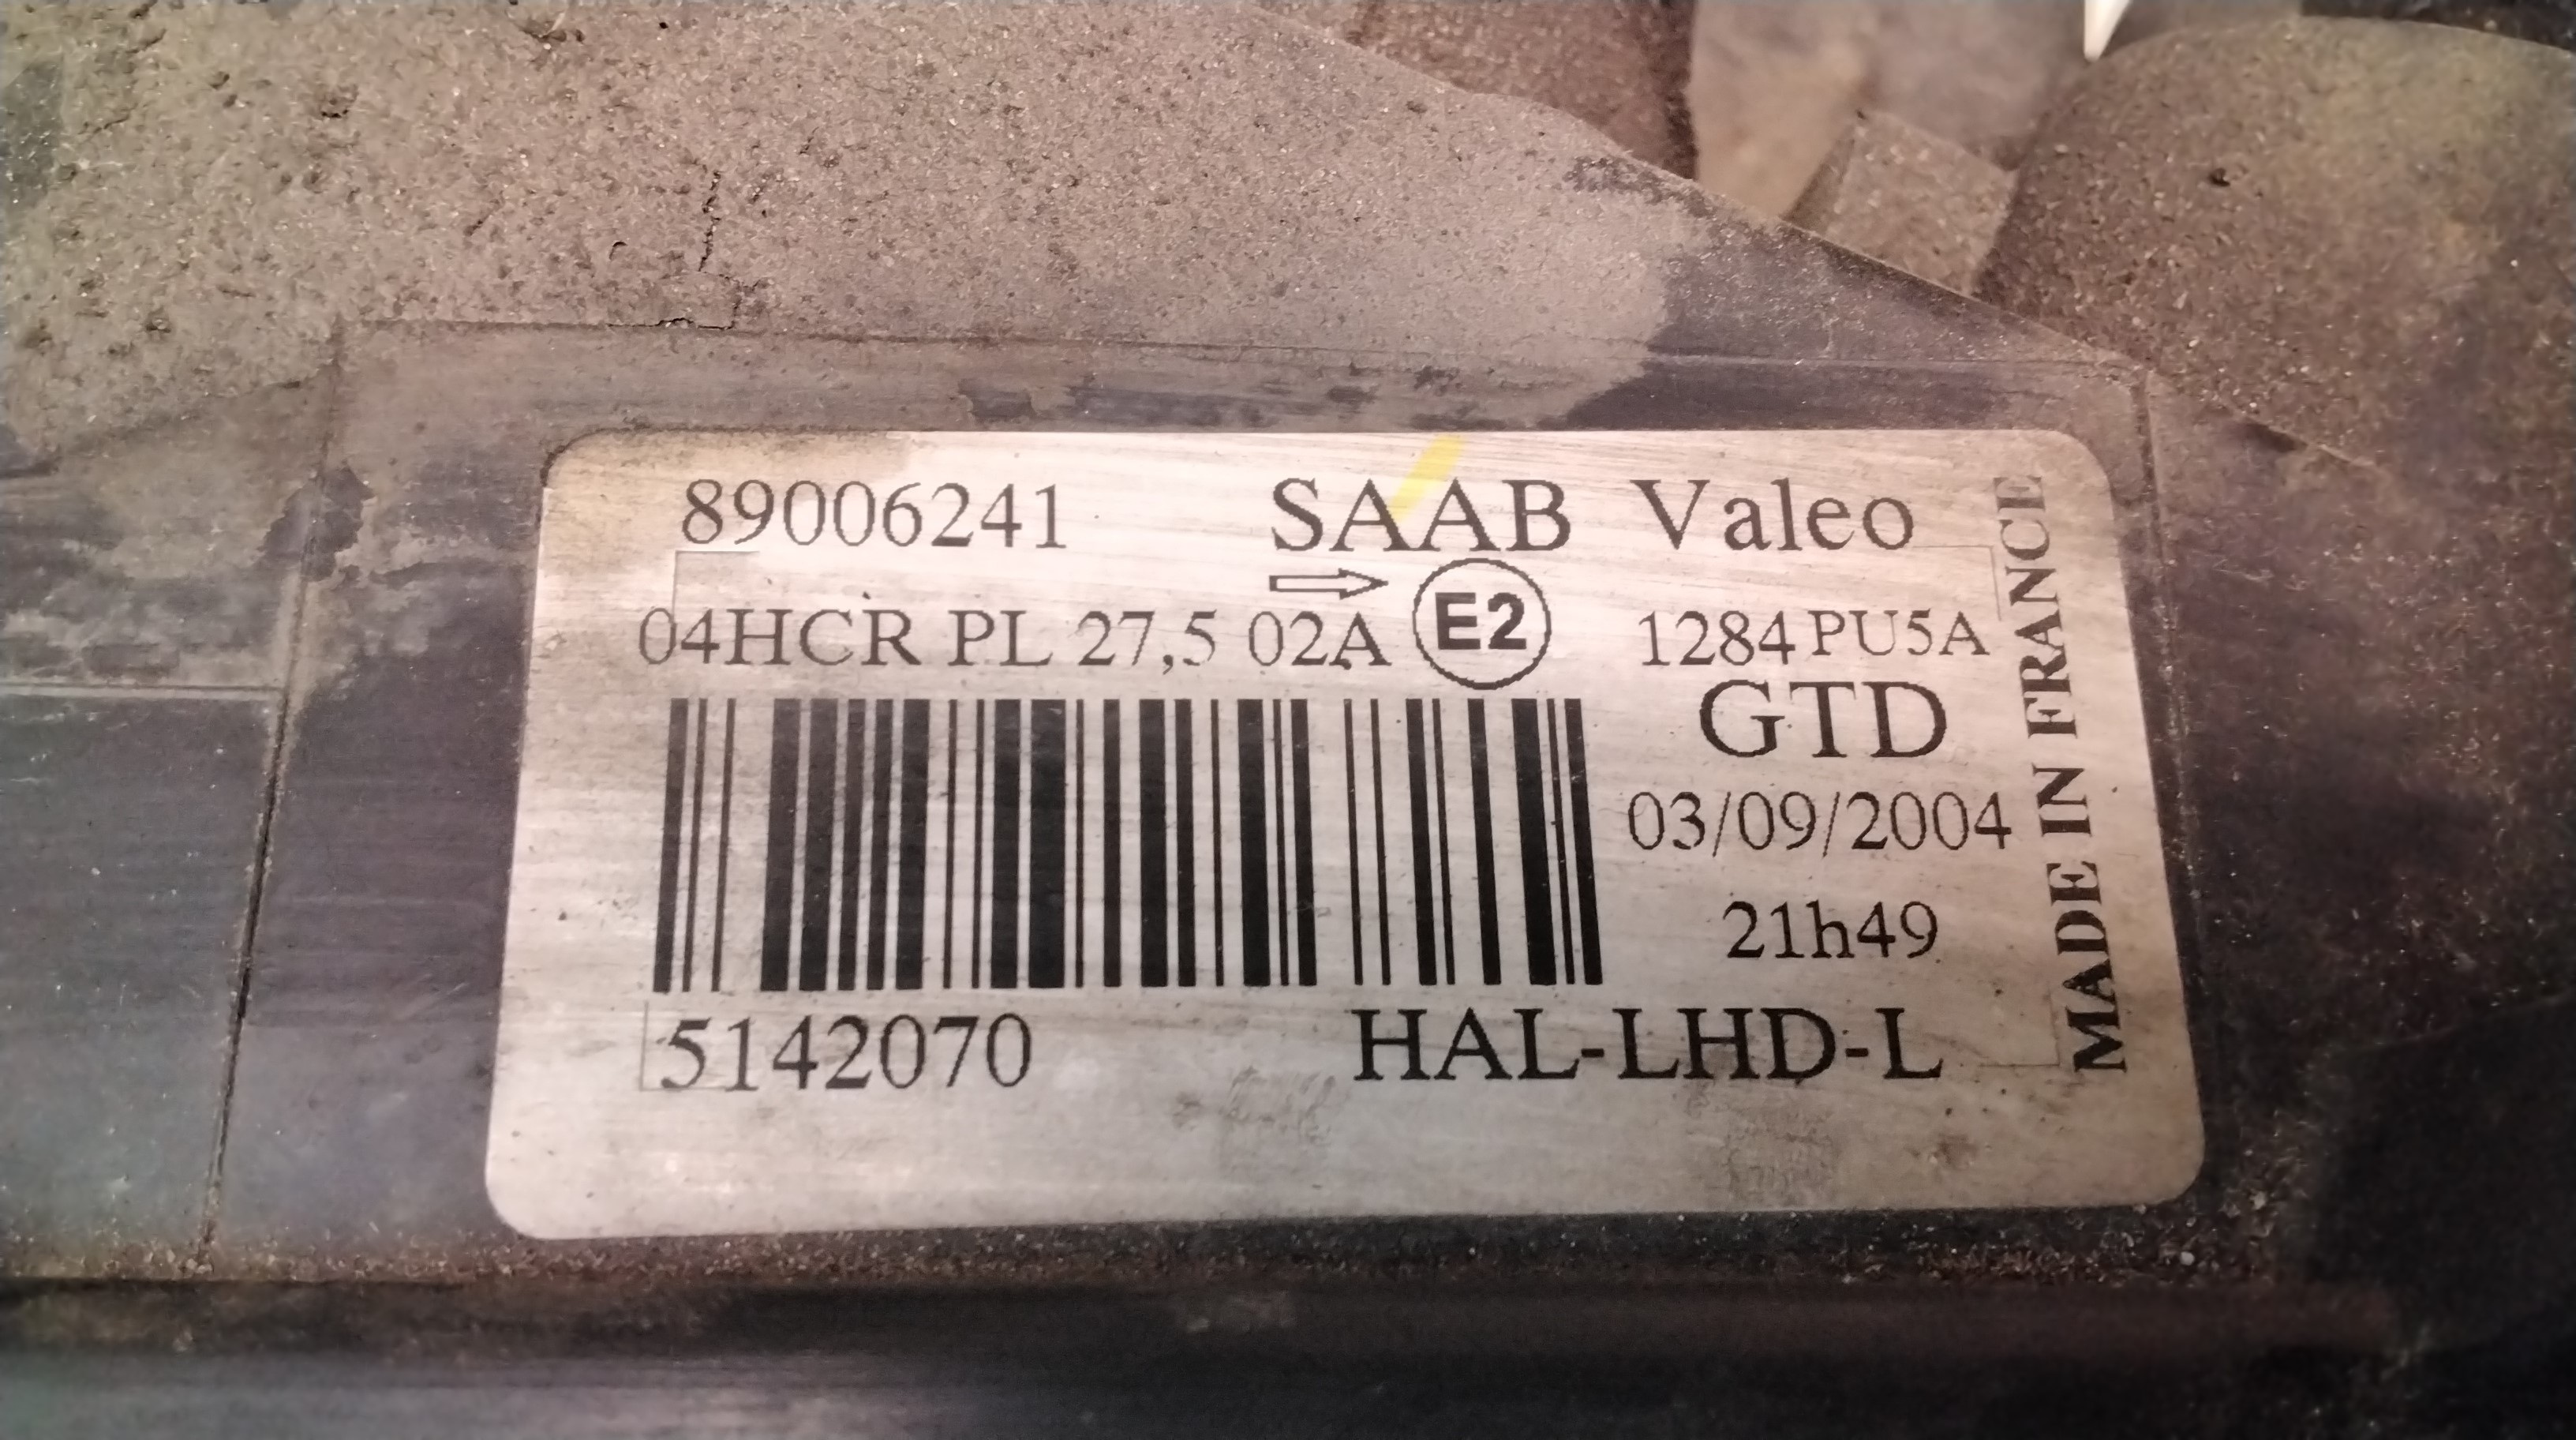 89006241 SAAB Valeo
04HCR PL 27,5 02A E2 1284 PU5A
GTD
03/09/2004
21h49
5142070 HAL-LHD-L
MADE IN FRANCE